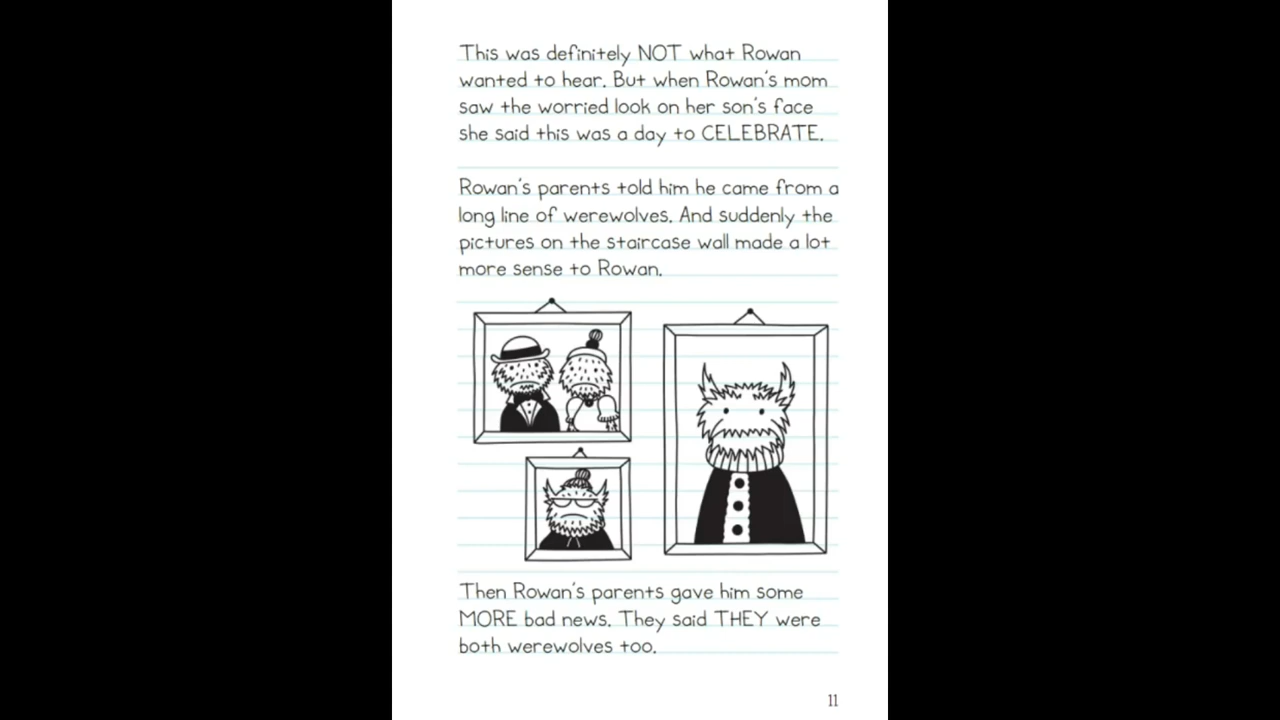 This was definitely NOT what Rowan
wanted to hear. But when Rowan's mom
saw the worried look on her son's face
she said this was a day to CELEBRATE.
Rowan's parents told him he came from a
long line of werewolves. And suddenly the
pictures on the staircase wall made a lot
more sense to Rowan.
Then Rowan's parents gave him some
MORE bad news. They said THEY were
both werewolves too.
11